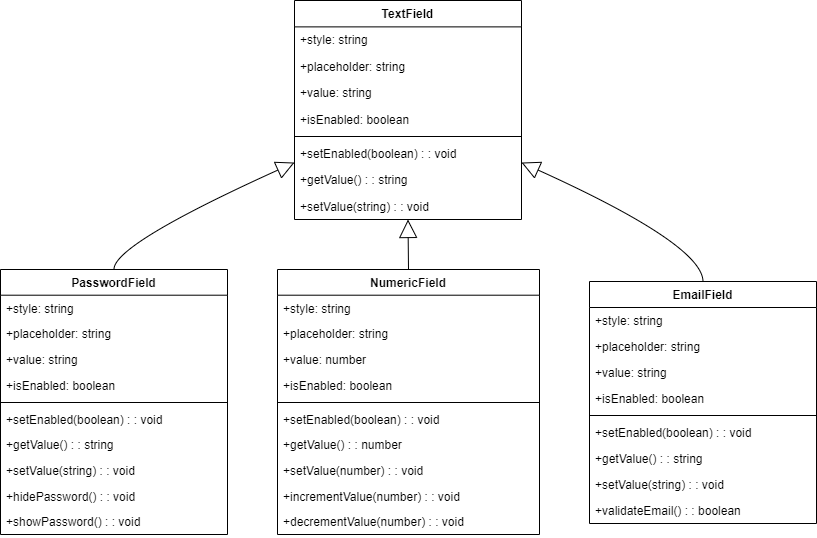 TextField
+style: string
+placeholder: string
+value: string
+isEnabled: boolean
+setEnabled(boolean) : : void
+getValue() : : string
+setValue(string) : : void
PasswordField
+style: string
+placeholder: string
+value: string
+isEnabled: boolean
+setEnabled(boolean) : : void
+getValue() : : string
+setValue(string) : : void
+hidePassword() : : void
+showPassword() : : void
NumericField
+style: string
+placeholder: string
+value: number
+isEnabled: boolean
+setEnabled(boolean) : : void
+getValue() : : number
+setValue(number) : : void
+incrementValue(number) : : void
+decrementValue(number) : : void
EmailField
+style: string
+placeholder: string
+value: string
+isEnabled: boolean
+setEnabled(boolean) : : void
+getValue() : : string
+setValue(string) : : void
+validateEmail() : : boolean